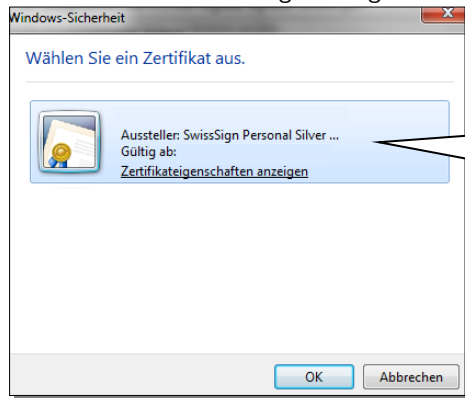 Windows-Sicherheit
Wählen Sie ein Zertifikat aus.
Aussteller: SwissSign Personal Silver ...
Gültig ab:
Zertifikateigenschaften anzeigen
OK
Abbrechen